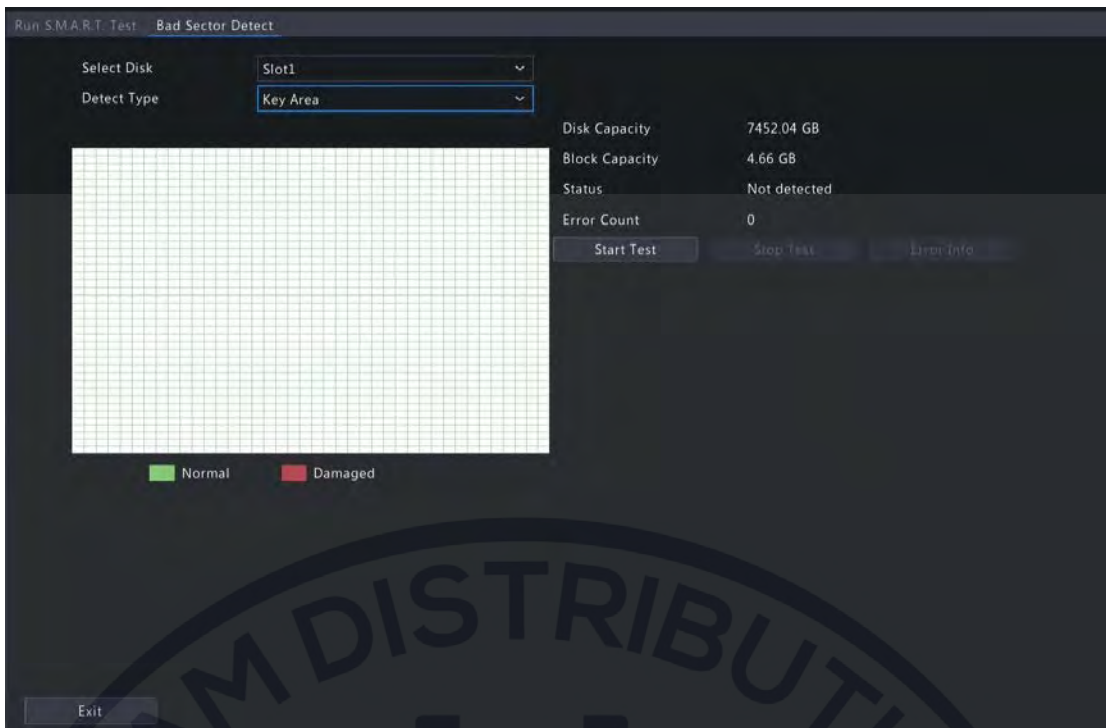 Run S.M.A.R.T. Test Bad Sector Detect
Select Disk Slot1
Detect Type Key Area
Disk Capacity 7452.04 GB
Block Capacity 4.66 GB
Status Not detected
Error Count 0
Start Test Stop Test Error Info
Normal Damaged
DISTRIBUT
Exit